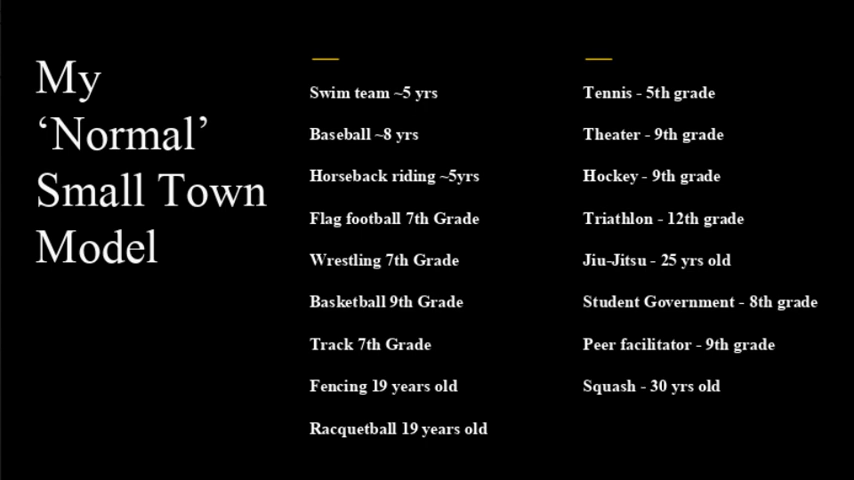 My
‘Normal’
Small Town
Model
Swim team ~5 yrs
Baseball ~8 yrs
Horseback riding ~5yrs
Flag football 7th Grade
Wrestling 7th Grade
Basketball 9th Grade
Track 7th Grade
Fencing 19 years old
Racquetball 19 years old
Tennis - 5th grade
Theater - 9th grade
Hockey - 9th grade
Triathlon - 12th grade
Jiu-Jitsu - 25 yrs old
Student Government - 8th grade
Peer facilitator - 9th grade
Squash - 30 yrs old